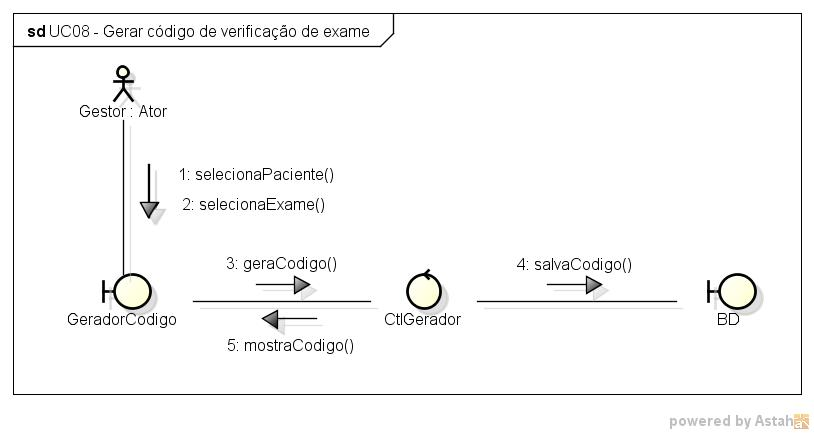 sd UC08 - Gerar código de verificação de exame
Gestor : Ator
1: selecionaPaciente()
2: selecionaExame()
3: geraCodigo()
4: salvaCodigo()
GeradorCodigo
CtlGerador
BD
5: mostraCodigo()
powered by Astah